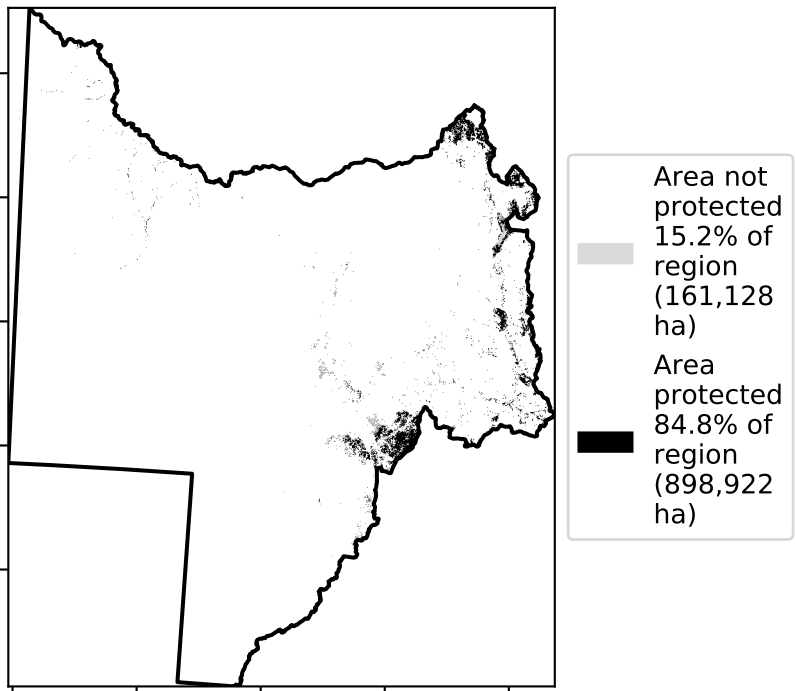 Area not
protected
15.2% of
region
(161,128
ha)
Area
protected
84.8% of
region
(898,922
ha)